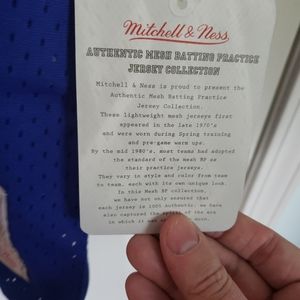 Mitchell & Ness
AUTHENTIC MESH BATTING PRACTICE
JERSEY COLLECTION
Mitchell & Ness is proud to present the
Authentic Mesh Batting Practice
Jersey Collection.
These lightweight mesh jerseys first
appeared in the late 1970's
and were worn during Spring training
and pre-game warm ups.
By the mid 1980's, most teams had adopted
the standard of the mesh BP as
their practice jerseys.
They vary in style and color from team
to team, each with its own unique look.
In this Mesh BP collection,
we have not only ensured that
each jersey is 100% Authentic, we have
also captured the spirit of the era
in which it was